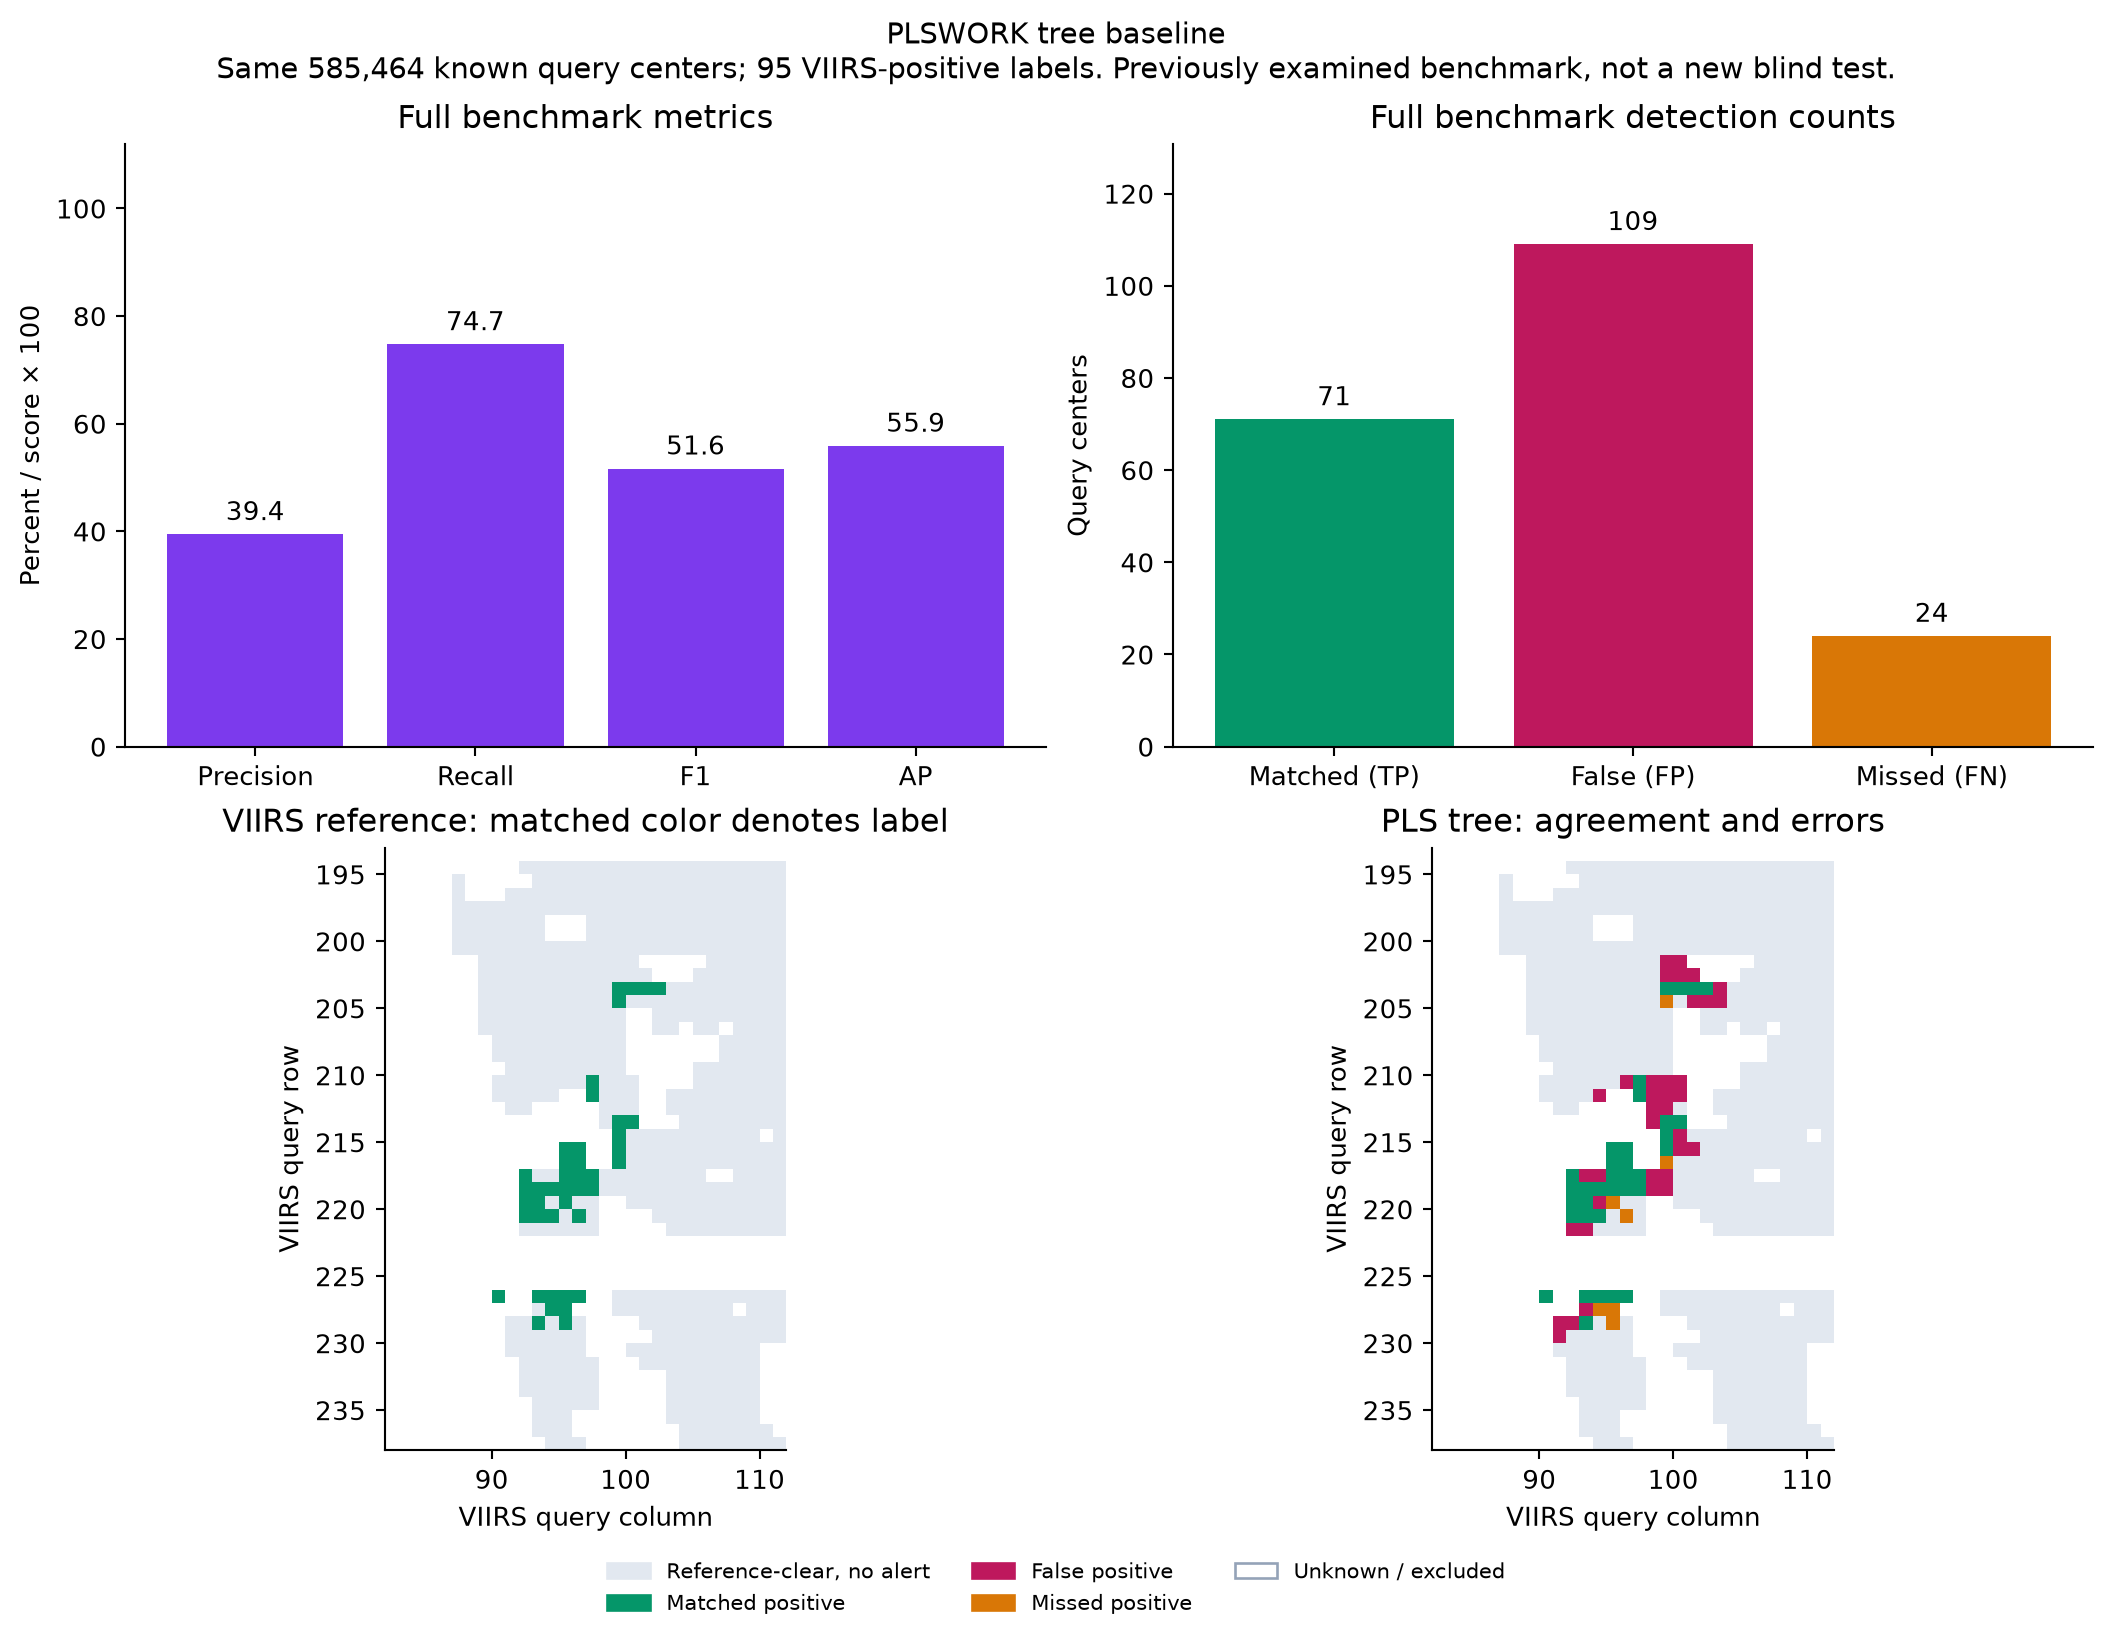 PLSWORK tree baseline
Same 585,464 known query centers; 95 VIIRS-positive labels. Previously examined benchmark, not a new blind test.
Full benchmark metrics
Percent / score × 100
100
80
60
40
20
0
39.4
74.7
51.6
55.9
Precision
Recall
F1
AP
Full benchmark detection counts
Query centers
120
100
80
60
40
20
0
71
109
24
Matched (TP)
False (FP)
Missed (FN)
VIIRS reference: matched color denotes label
VIIRS query row
195
200
205
210
215
220
225
230
235
90
100
110
VIIRS query column
PLS tree: agreement and errors
VIIRS query row
195
200
205
210
215
220
225
230
235
90
100
110
VIIRS query column
Reference-clear, no alert
Matched positive
False positive
Missed positive
Unknown / excluded